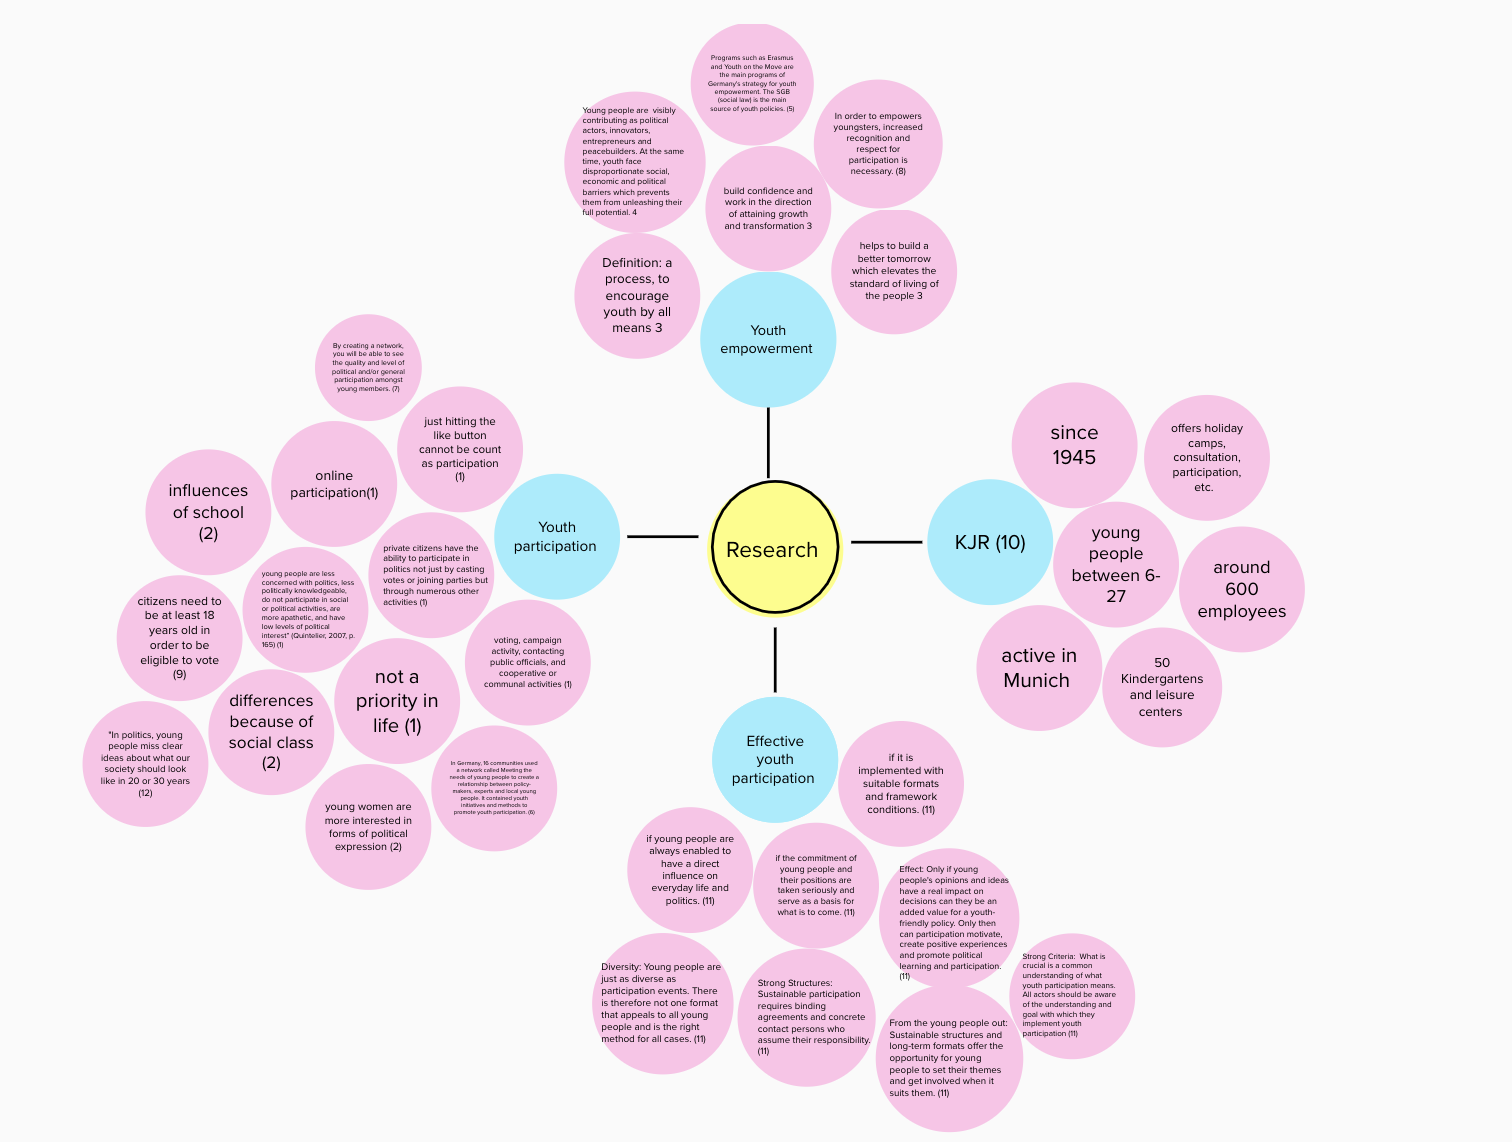 Programs such as Erasmus
and Youth on the Move are
the main programs of
Germany's strategy for youth
empowerment. The SGB
(social law) is the main
source of youth policies. (5)
Young people are  visibly
contributing as political
actors, innovators,
entrepreneurs and
peacebuilders. At the same
time, youth face
disproportionate social,
economic and political
barriers which prevents
them from unleashing their
full potential. 4
In order to empowers
youngsters, increased
recognition and
respect for
participation is
necessary. (8)
build confidence and
work in the direction
of attaining growth
and transformation 3
helps to build a
better tomorrow
which elevates the
standard of living of
the people 3
Definition: a
process, to
encourage
youth by all
means 3
Youth
empowerment
By creating a network,
you will be able to see
the quality and level of
political and/or general
participation amongst
young members. (7)
just hitting the
like button
cannot be count
as participation
(1)
online
participation(1)
influences
of school
(2)
Youth
participation
private citizens have the
ability to participate in
politics not just by casting
votes or joining parties but
through numerous other
activities (1)
young people are less
concerned with politics, less
politically knowledgeable,
do not participate in social
or political activities, are
more apathetic, and have
low levels of political
interest" (Quintelier, 2007, p.
165) (1)
citizens need to
be at least 18
years old in
order to be
eligible to vote
(9)
voting, campaign
activity, contacting
public officials, and
cooperative or
communal activities (1)
not a
priority in
life (1)
differences
because of
social class
(2)
"In politics, young
people miss clear
ideas about what our
society should look
like in 20 or 30 years
(12)
In Germany, 16 communities used
a network called Meeting the
needs of young people to create a
relationship between policy-
makers, experts and local young
people. It contained youth
initiatives and methods to
promote youth participation. (6)
young women are
more interested in
forms of political
expression (2)
Research
KJR (10)
since
1945
offers holiday
camps,
consultation,
participation,
etc.
young
people
between 6-
27
around
600
employees
active in
Munich
50
Kindergartens
and leisure
centers
Effective
youth
participation
if it is
implemented with
suitable formats
and framework
conditions. (11)
if young people are
always enabled to
have a direct
influence on
everyday life and
politics. (11)
if the commitment of
young people and
their positions are
taken seriously and
serve as a basis for
what is to come. (11)
Effect: Only if young
people's opinions and ideas
have a real impact on
decisions can they be an
added value for a youth-
friendly policy. Only then
can participation motivate,
create positive experiences
and promote political
learning and participation.
(11)
Strong Criteria:  What is
crucial is a common
understanding of what
youth participation means.
All actors should be aware
of the understanding and
goal with which they
implement youth
participation (11)
Diversity: Young people are
just as diverse as
participation events. There
is therefore not one format
that appeals to all young
people and is the right
method for all cases. (11)
Strong Structures:
Sustainable participation
requires binding
agreements and concrete
contact persons who
assume their responsibility.
(11)
From the young people out:
Sustainable structures and
long-term formats offer the
opportunity for young
people to set their themes
and get involved when it
suits them. (11)